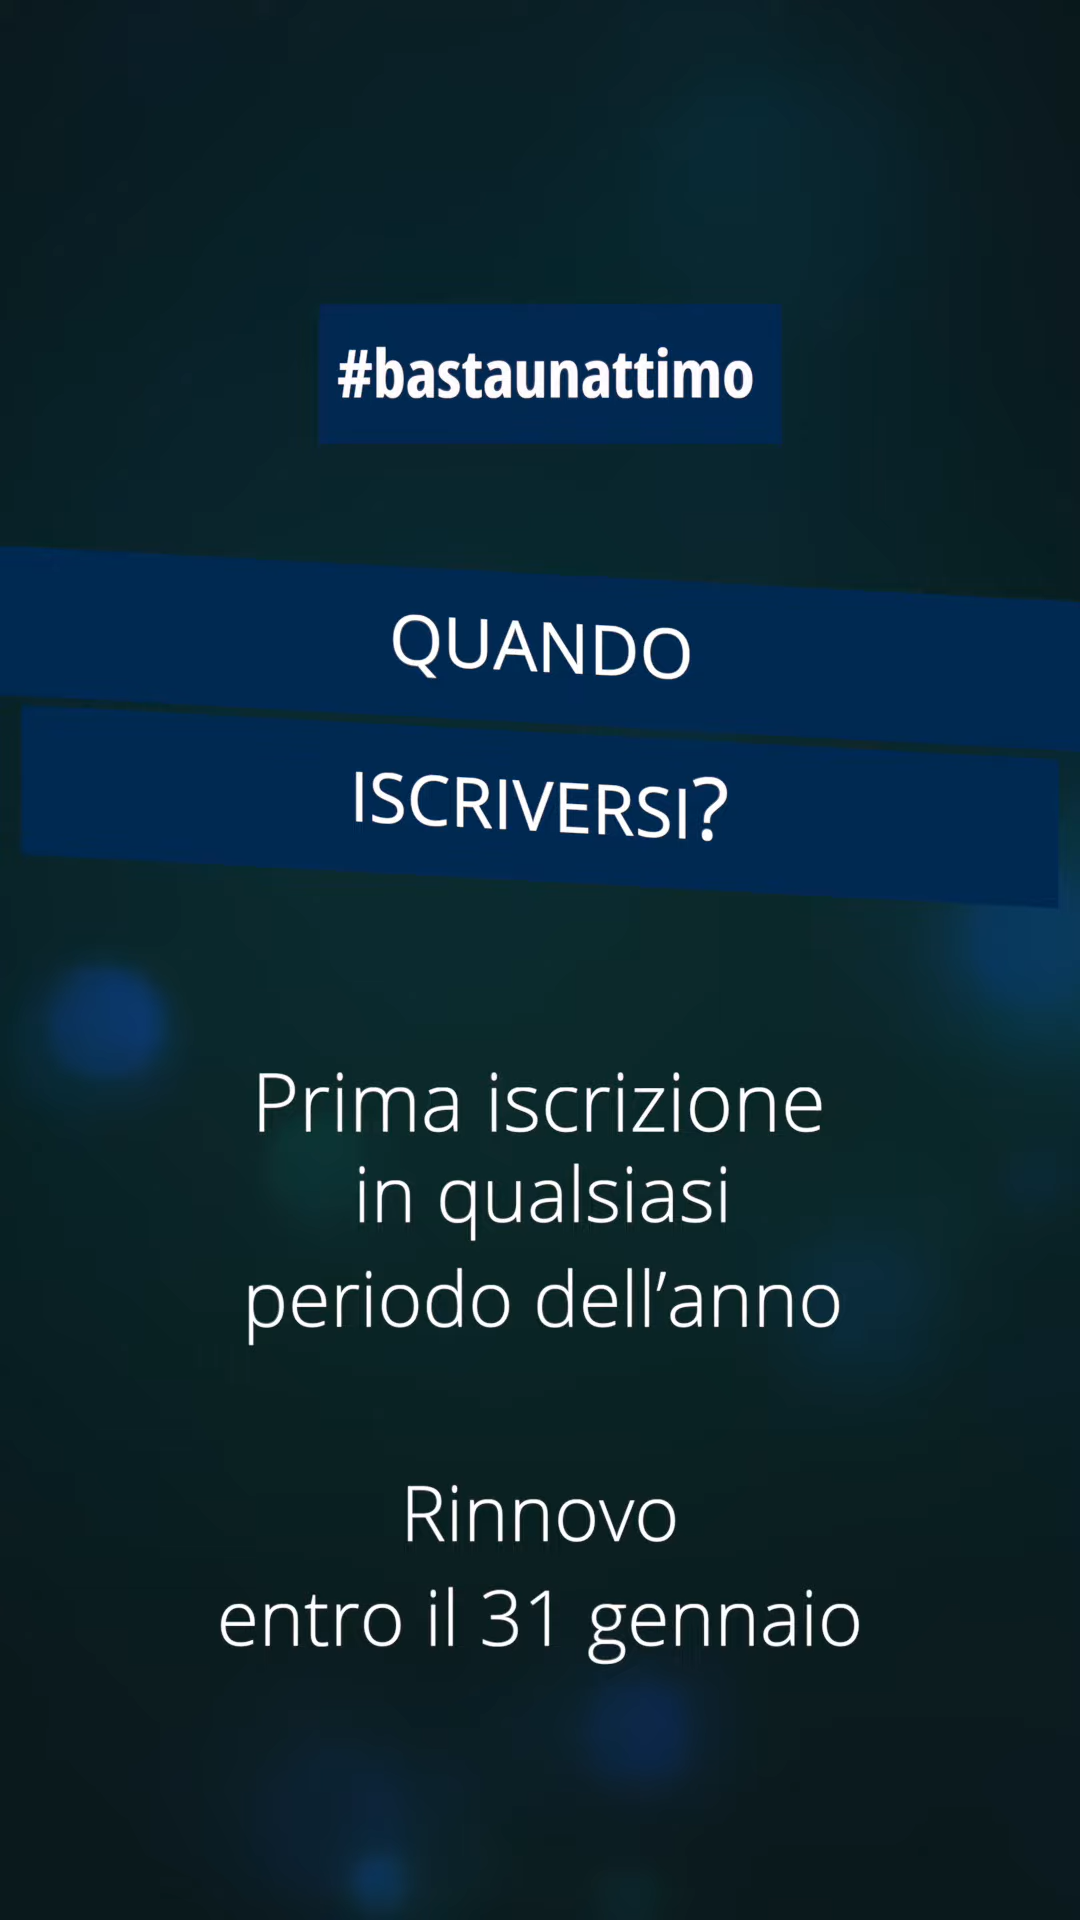 #bastaunattimo
QUANDO
ISCRIVERSI?
Prima iscrizione
in qualsiasi
periodo dell’anno
Rinnovo
entro il 31 gennaio